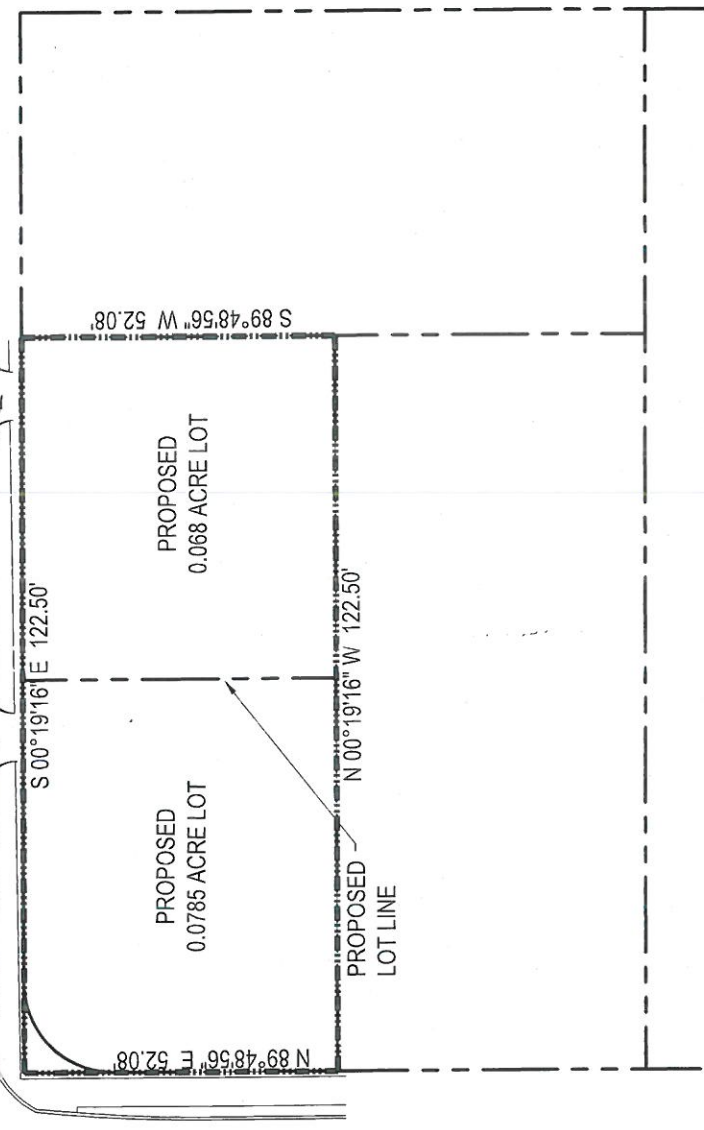 S 89°48'56" W 52.08'
PROPOSED
0.068 ACRE LOT
S 00°19'16" E 122.50'
N 00°19'16" W 122.50'
PROPOSED
0.0785 ACRE LOT
PROPOSED
LOT LINE
N 89°48'56" E 52.08'